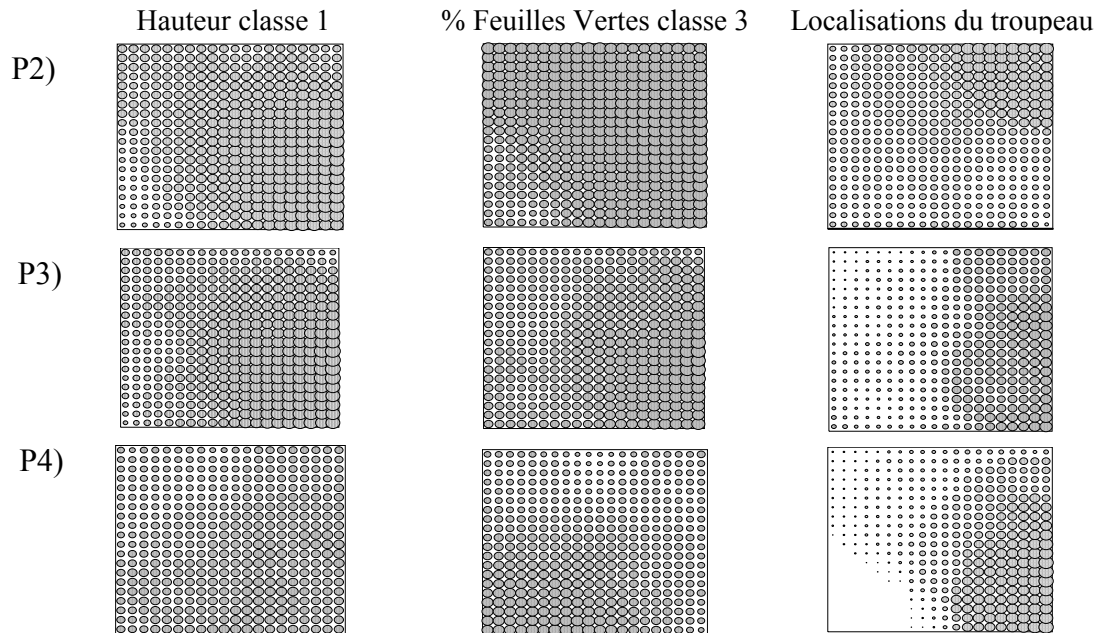 Hauteur classe 1 % Feuilles Vertes classe 3 Localisations du troupeau
P2)
P3)
P4)